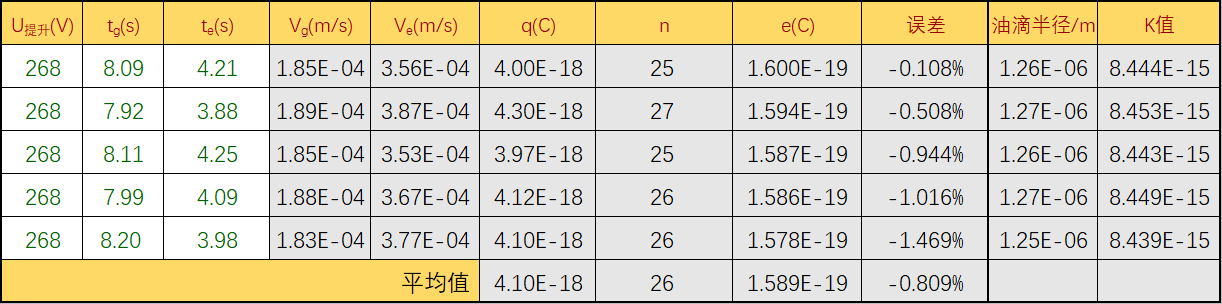 U提升(V) tg(s) te(s) Vg(m/s) Ve(m/s) q(C) n e(C) 误差 油滴半径/m K值
268 8.09 4.21 1.85E-04 3.56E-04 4.00E-18 25 1.600E-19 -0.108% 1.26E-06 8.444E-15
268 7.92 3.88 1.89E-04 3.87E-04 4.30E-18 27 1.594E-19 -0.508% 1.27E-06 8.453E-15
268 8.11 4.25 1.85E-04 3.53E-04 3.97E-18 25 1.587E-19 -0.944% 1.26E-06 8.443E-15
268 7.99 4.09 1.88E-04 3.67E-04 4.12E-18 26 1.586E-19 -1.016% 1.27E-06 8.449E-15
268 8.20 3.98 1.83E-04 3.77E-04 4.10E-18 26 1.578E-19 -1.469% 1.25E-06 8.439E-15
平均值 4.10E-18 26 1.589E-19 -0.809%